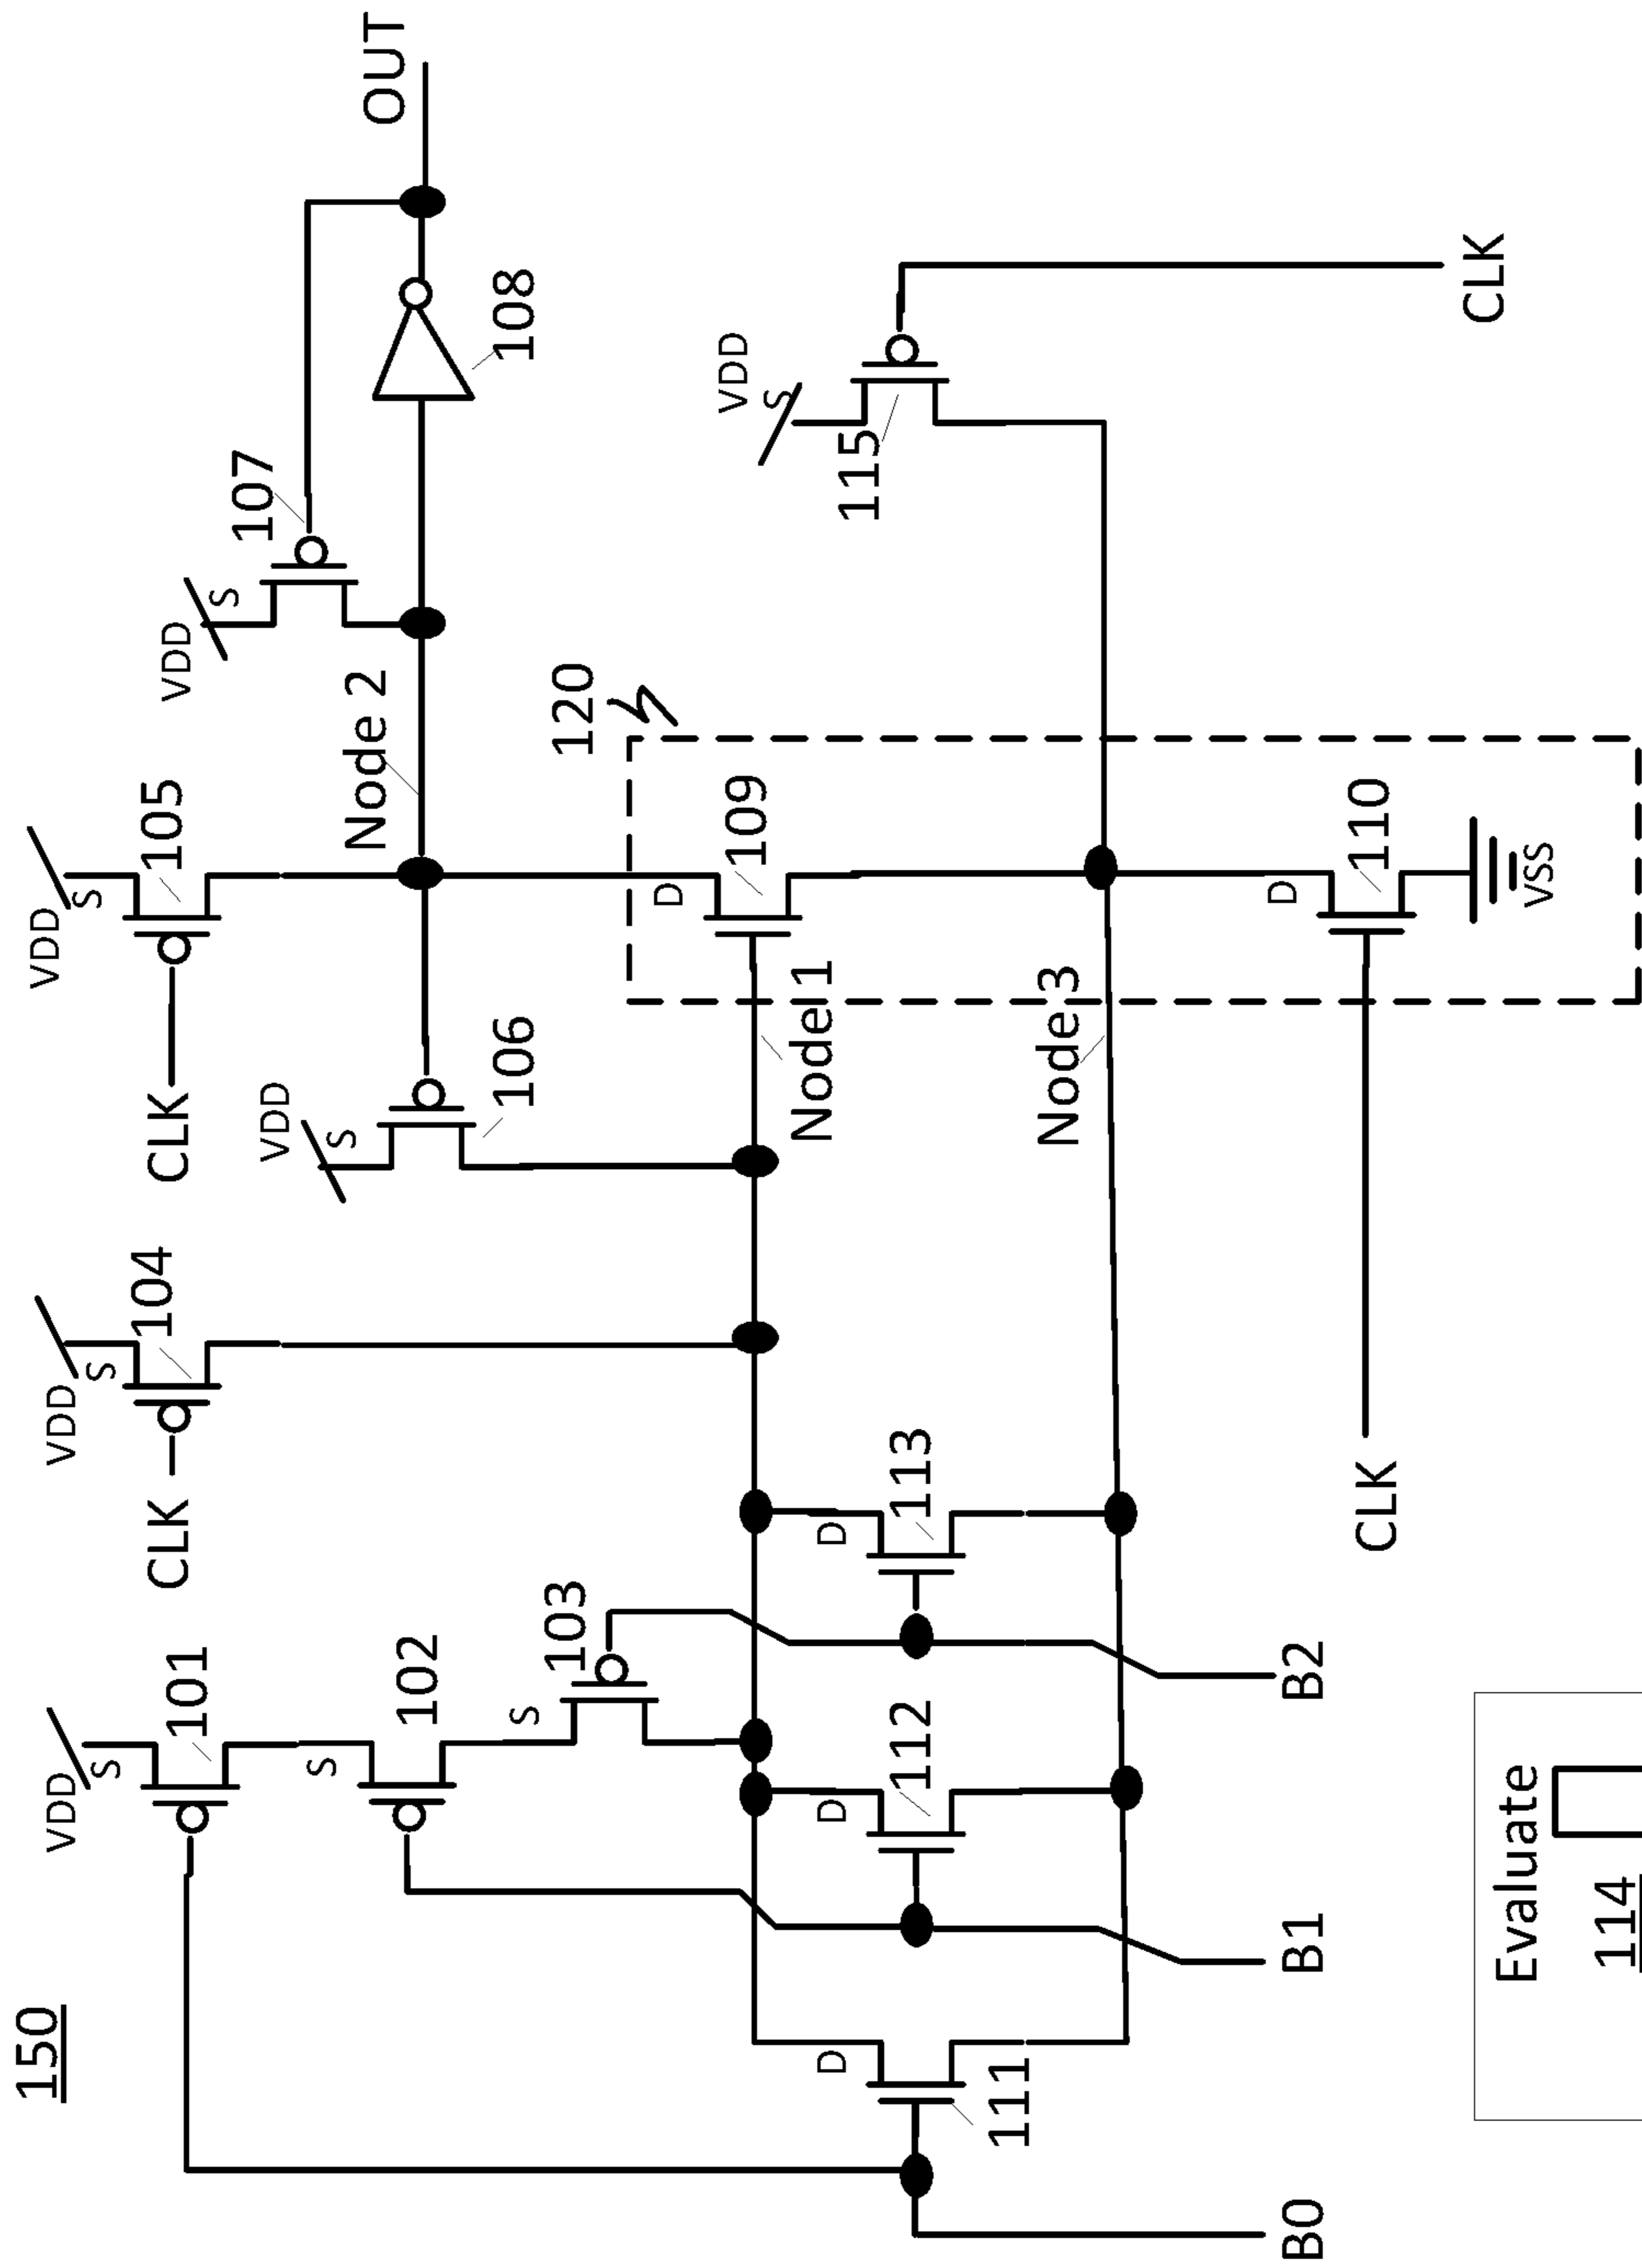 150
VDD
S
101
S
102
S
103
VDD
S
104
CLK
VDD
S
105
CLK
VDD
S
106
Node 2
VDD
S
107
108
OUT
120
D
109
Node 1
Node 3
D
110
VSS
VDD
S
115
CLK
D
111
D
112
D
113
CLK
B0
B1
B2
Evaluate
114